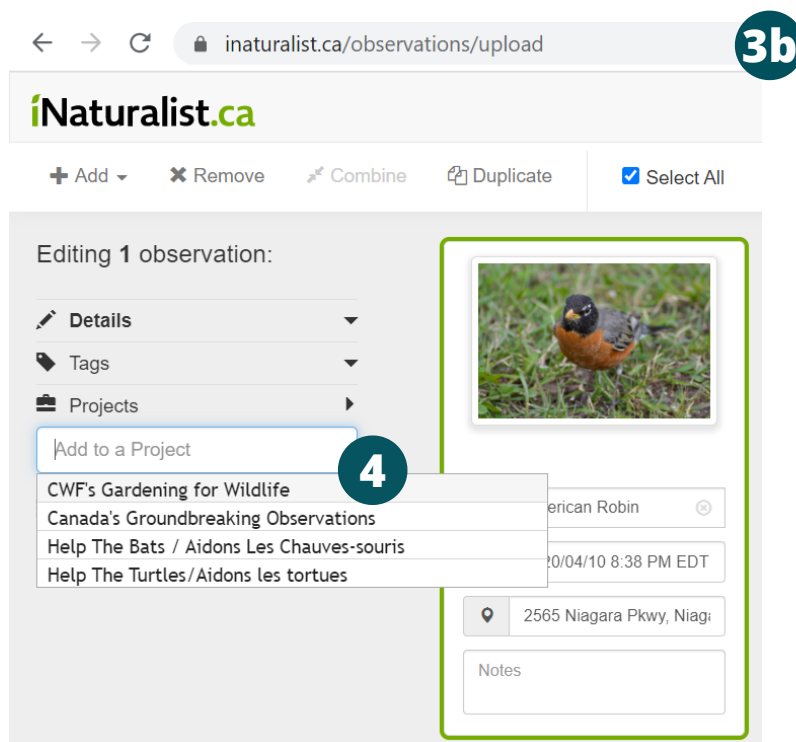 inaturalist.ca/observations/upload
3b
iNaturalist.ca
Add
Remove
Combine
Duplicate
Select All
Editing 1 observation:
Details
Tags
Projects
Add to a Project
4
CWF's Gardening for Wildlife
Canada's Groundbreaking Observations
Help The Bats / Aidons Les Chauves-souris
Help The Turtles/Aidons les tortues
erican Robin
20/04/10 8:38 PM EDT
2565 Niagara Pkwy, Niaga
Notes